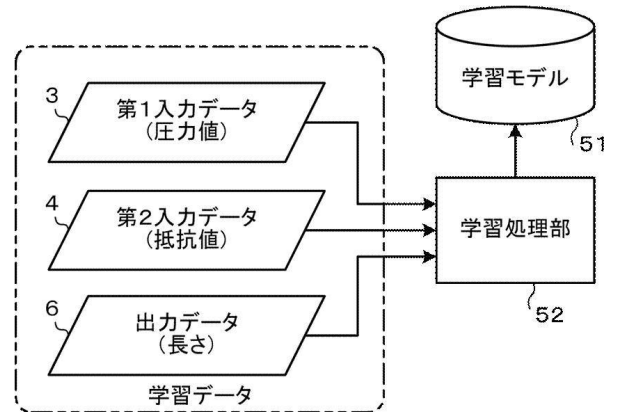 3
第1入力データ
(圧力値)
4
第2入力データ
(抵抗値)
6
出力データ
(長さ)
学習データ
学習モデル
51
学習処理部
52